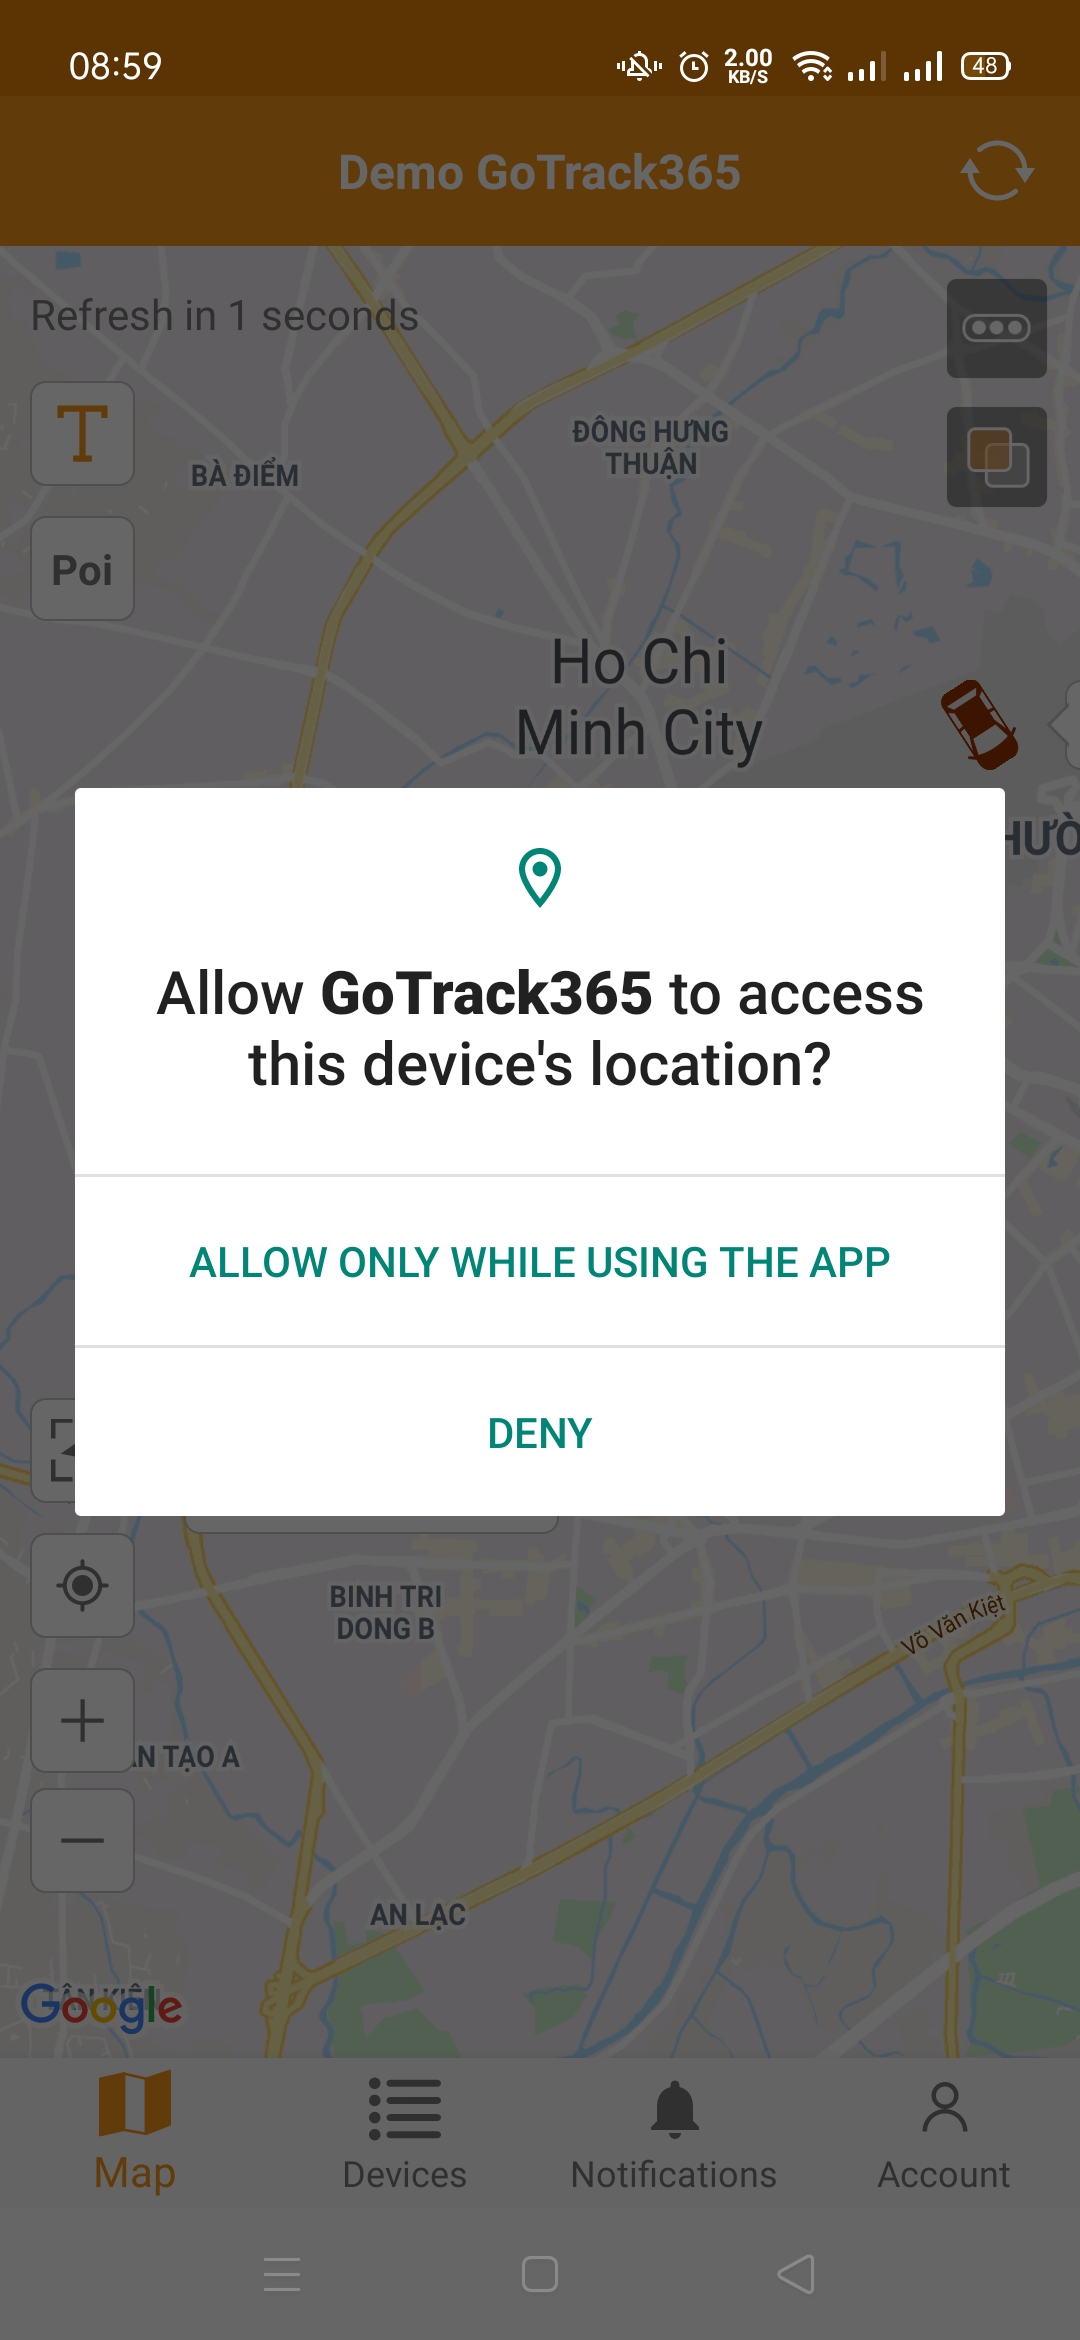 08:59
2.00
KB/S
48
Demo GoTrack365
Refresh in 1 seconds
T
ĐÔNG HƯNG
THUẬN
BÀ ĐIỂM
Poi
Ho Chi
Minh City
Allow GoTrack365 to access
this device's location?
ALLOW ONLY WHILE USING THE APP
DENY
BINH TRI
DONG B
Võ Văn Kiệt
ÂN TẠO A
AN LẠC
Google
Map
Devices
Notifications
Account